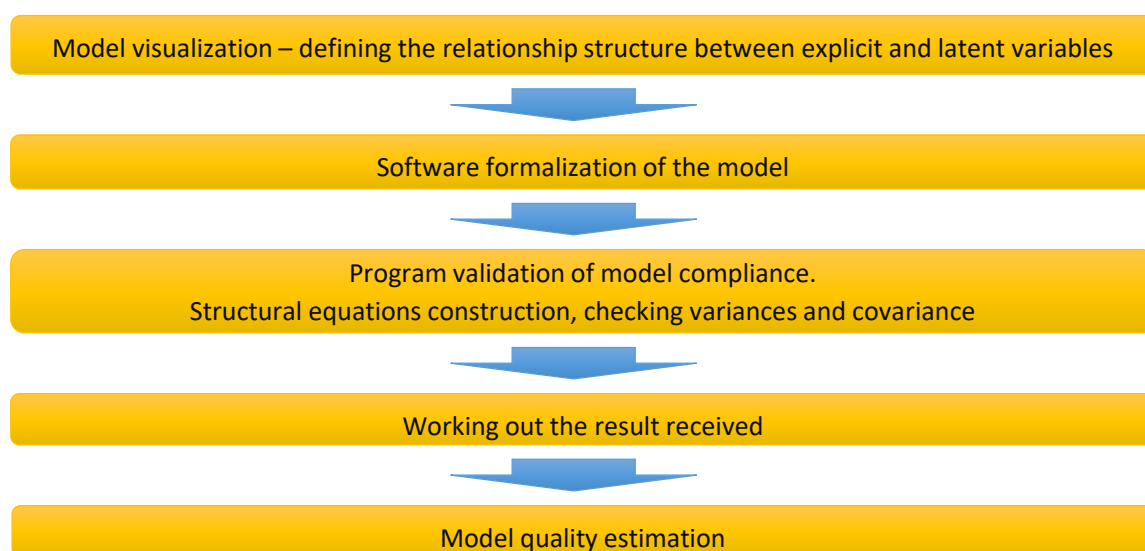 Model visualization – defining the relationship structure between explicit and latent variables
Software formalization of the model
Program validation of model compliance.
Structural equations construction, checking variances and covariance
Working out the result received
Model quality estimation